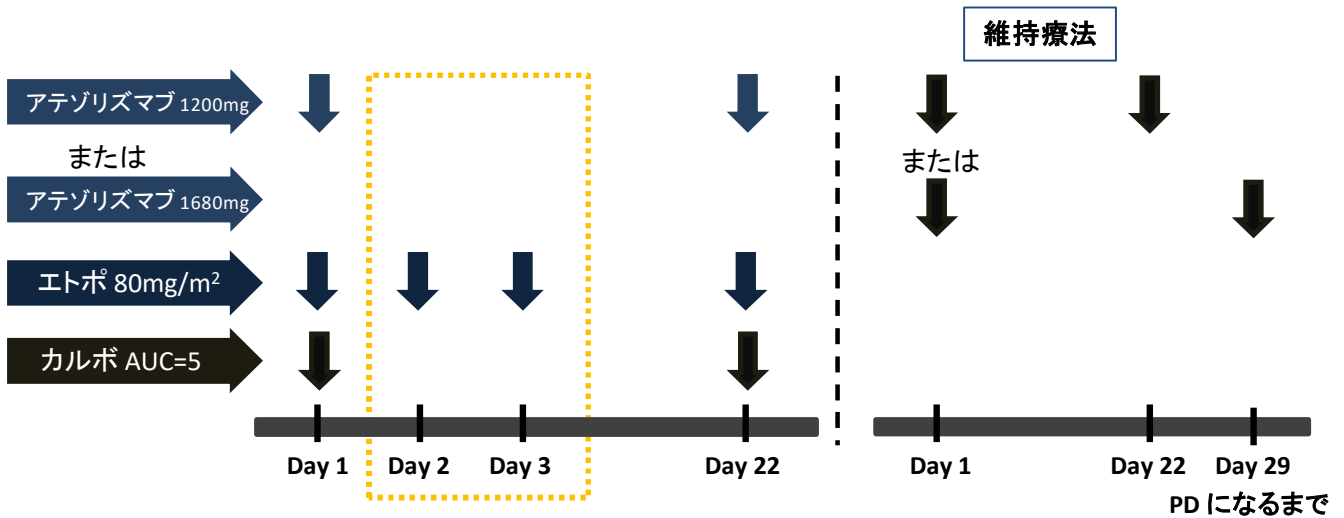 維持療法
アテゾリズマブ 1200mg
または
または
アテゾリズマブ 1680mg
エトポ 80mg/m²
カルボ AUC=5
Day 1
Day 2
Day 3
Day 22
Day 1
Day 22
Day 29
PD になるまで